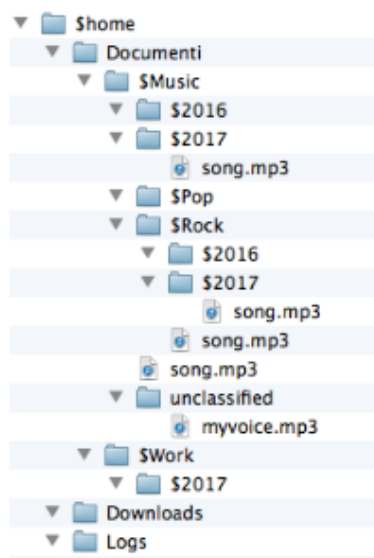 $home
Documenti
$Music
$2016
$2017
song.mp3
$Pop
$Rock
$2016
$2017
song.mp3
song.mp3
song.mp3
unclassified
myvoice.mp3
$Work
$2017
Downloads
Logs